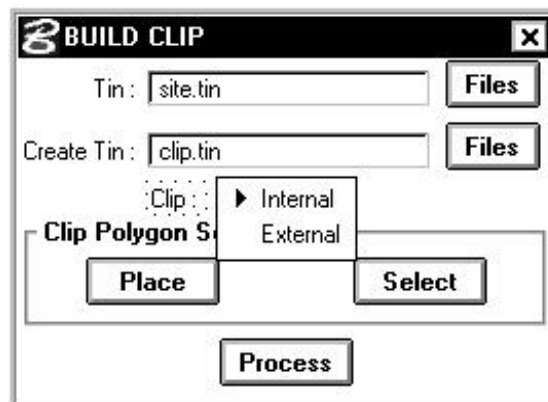 BUILD CLIP
Tin : site.tin Files
Create Tin : clip.tin Files
Clip : Internal
External
Clip Polygon S
Place Select
Process